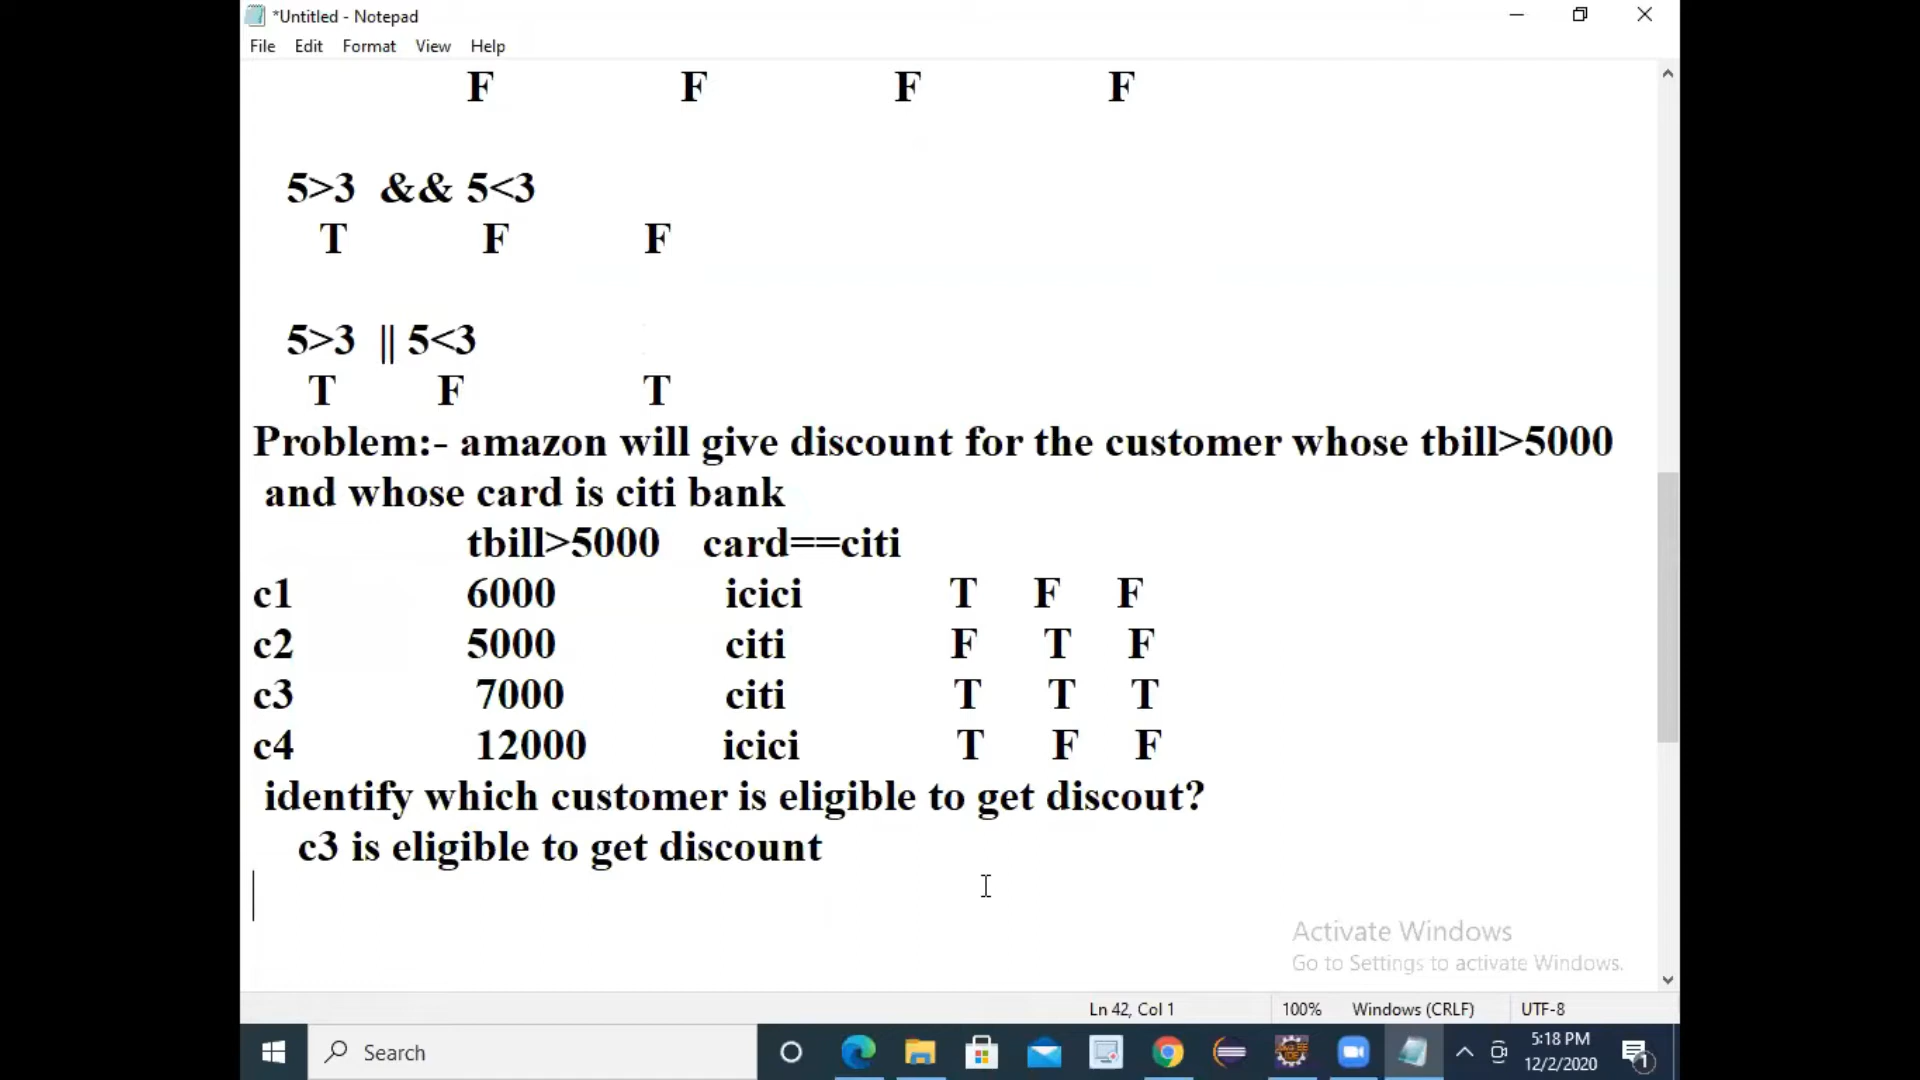 *Untitled - Notepad
File Edit Format View Help
F F F F
5>3 && 5<3
T F F
5>3 || 5<3
T F T
Problem:- amazon will give discount for the customer whose tbill>5000
and whose card is citi bank
tbill>5000 card==citi
c1 6000 icici T F F
c2 5000 citi F T F
c3 7000 citi T T T
c4 12000 icici T F F
identify which customer is eligible to get discout?
c3 is eligible to get discount
Activate Windows
Go to Settings to activate Windows.
Ln 42, Col 1 100% Windows (CRLF) UTF-8
Search
5:18 PM
12/2/2020
1